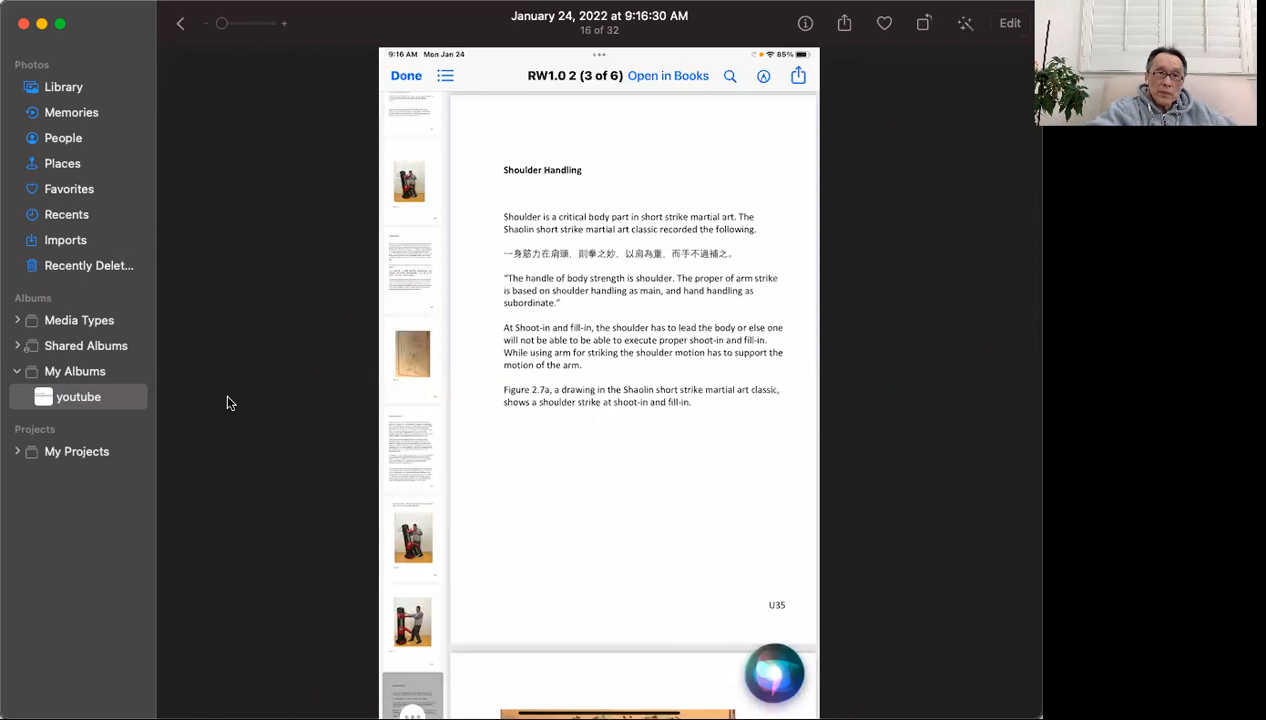 January 24, 2022 at 9:16:30 AM
16 of 32
Edit
Photos
Library
Memories
People
Places
Favorites
Recents
Imports
Recently Delet...
Albums
Media Types
Shared Albums
My Albums
youtube
Projects
My Projects
9:16 AM Mon Jan 24
85%
Done
RW1.0 2 (3 of 6)
Open in Books
Shoulder Handling
Shoulder is a critical body part in short strike martial art. The
Shaolin short strike martial art classic recorded the following.
一身筋力在肩頭，則拳之妙，以肩為重，而手不過補之。
"The handle of body strength is shoulder. The proper of arm strike
is based on shoulder handling as main, and hand handling as
subordinate."
At Shoot-in and fill-in, the shoulder has to lead the body or else one
will not be able to be able to execute proper shoot-in and fill-in.
While using arm for striking the shoulder motion has to support the
motion of the arm.
Figure 2.7a, a drawing in the Shaolin short strike martial art classic,
shows a shoulder strike at shoot-in and fill-in.
U35